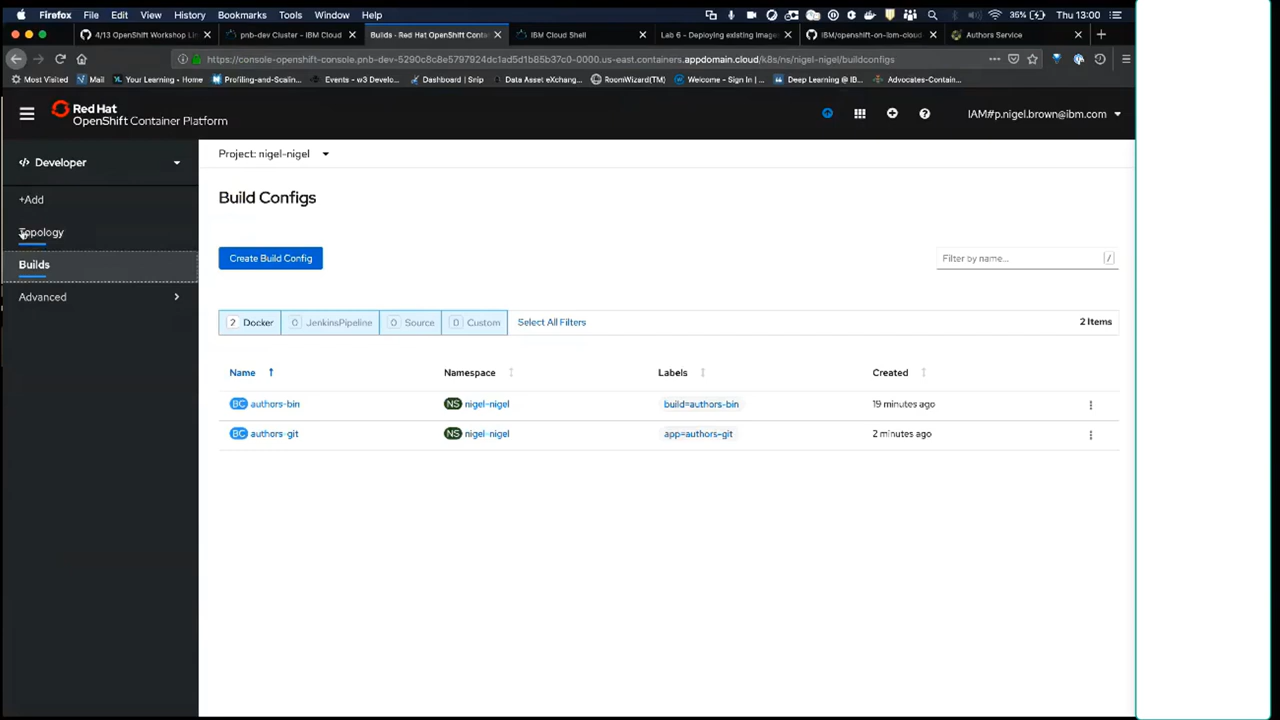 Firefox File Edit View History Bookmarks Tools Window Help 36% Thu 13:00
4/13 OpenShift Workshop Lin pnb-dev Cluster - IBM Cloud Builds - Red Hat OpenShift Conta IBM Cloud Shell Lab 6 - Deploying existing image IBM/openshift-on-ibm-cloud Authors Service
https://console-openshift-console.pnb-dev-5290c8c8e5797924dc1ad5d1b85b37c0-0000.us-east.containers.appdomain.cloud/k8s/ns/nigel-nigel/buildconfigs
Most Visited Mail Your Learning - Home Profiling-and-Scalin... Events - w3 Develo... Dashboard | Snip Data Asset eXchang... RoomWizard(TM) Welcome - Sign In | ... Deep Learning @ IB... Advocates-Contain...
Red Hat
OpenShift Container Platform
IAM#p.nigel.brown@ibm.com
Developer
Project: nigel-nigel
+Add
Build Configs
Topology
Create Build Config
Filter by name...
/
Builds
Advanced
2 Docker 0 JenkinsPipeline 0 Source 0 Custom Select All Filters 2 Items
Name Namespace Labels Created
BC authors-bin NS nigel-nigel build=authors-bin 19 minutes ago
BC authors-git NS nigel-nigel app=authors-git 2 minutes ago